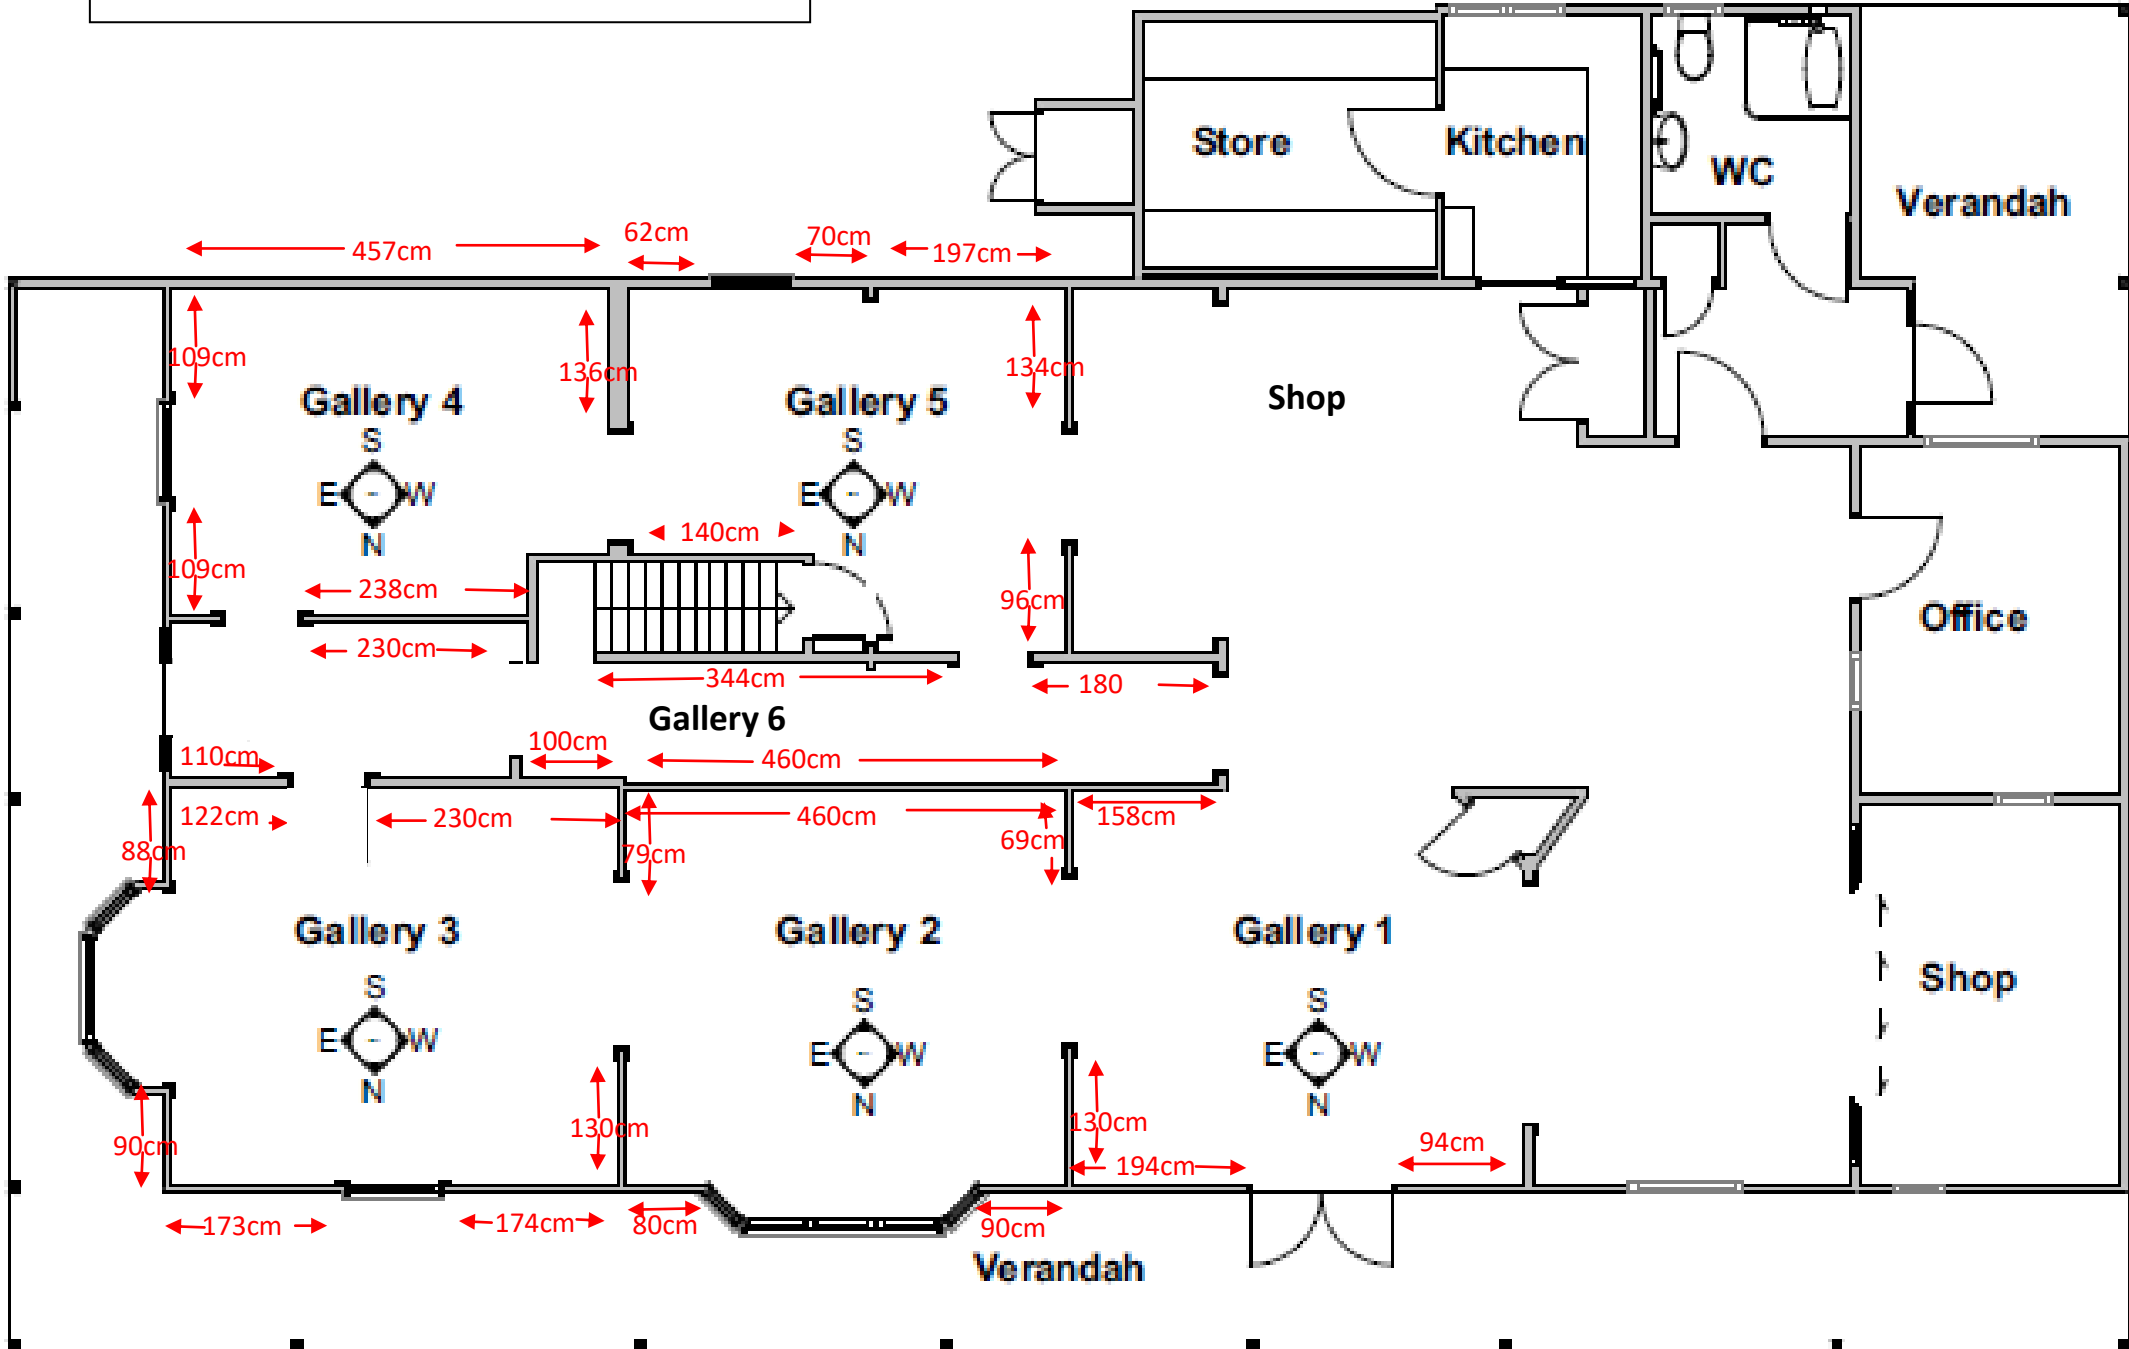 Store
Kitchen
WC
Verandah
457cm
62cm
70cm
197cm
109cm
136cm
134cm
Gallery 4
Gallery 5
Shop
S
E - W
N
S
E - W
N
140cm
109cm
238cm
96cm
Office
230cm
344cm
180
Gallery 6
100cm
460cm
110cm
122cm
230cm
460cm
158cm
88cm
79cm
69cm
Gallery 3
Gallery 2
Gallery 1
Shop
S
E - W
N
S
E - W
N
S
E - W
N
90cm
130cm
130cm
194cm
94cm
173cm
174cm
80cm
90cm
Verandah